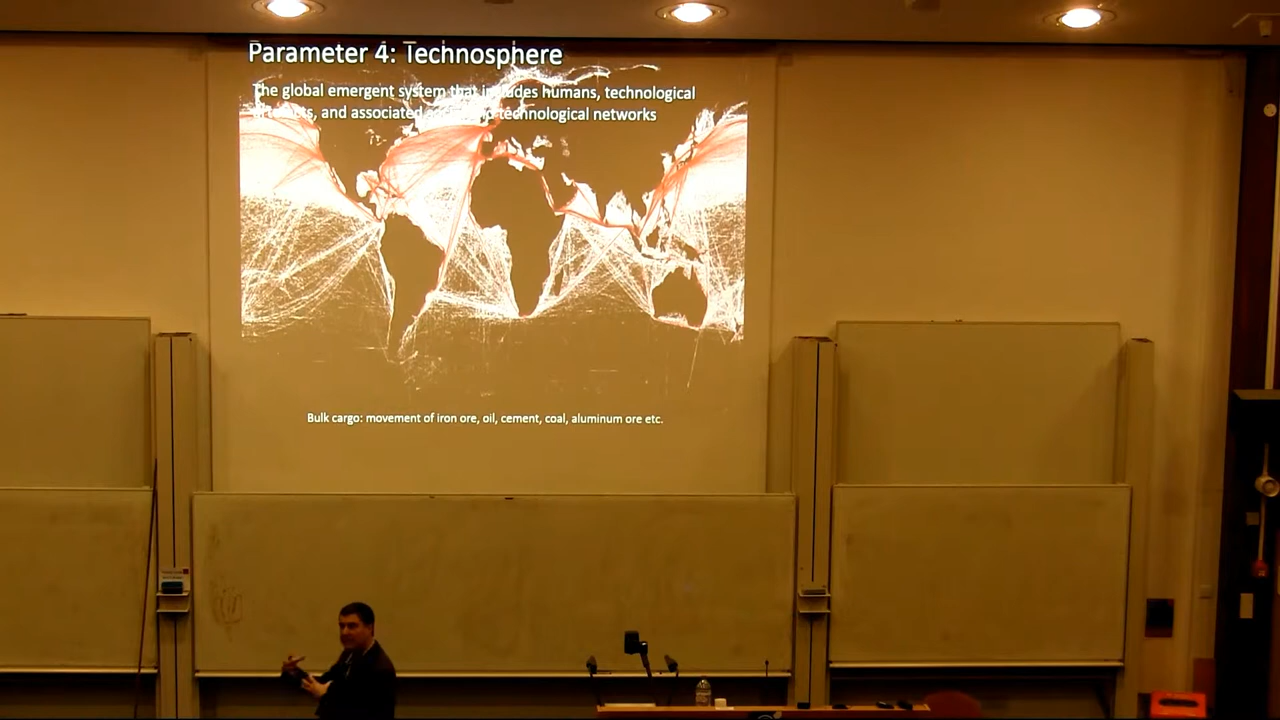 Parameter 4: Technosphere
The global emergent system that includes humans, technological
and associated technological networks
Bulk cargo: movement of iron ore, oil, cement, coal, aluminum ore etc.